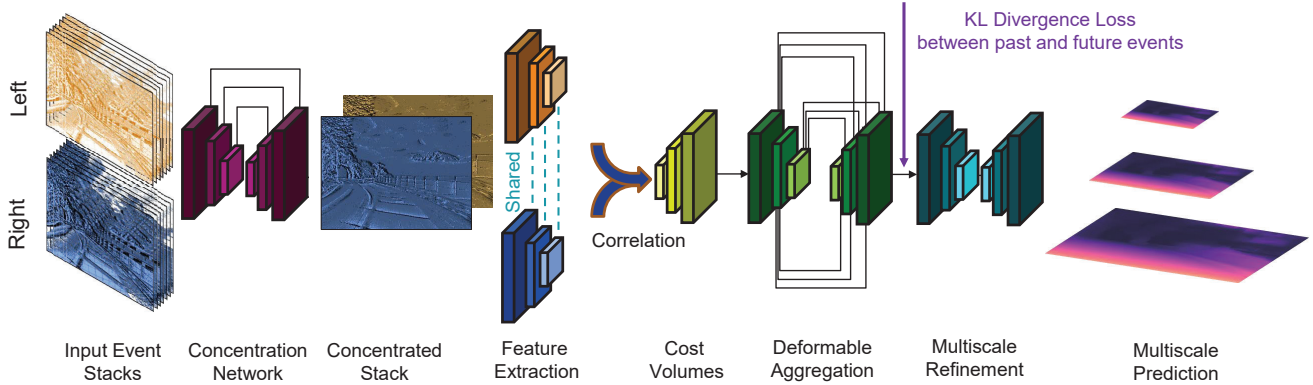 KL Divergence Loss
between past and future events
Left
Right
Shared
Correlation
Input Event
Stacks
Concentration
Network
Concentrated
Stack
Feature
Extraction
Cost
Volumes
Deformable
Aggregation
Multiscale
Refinement
Multiscale
Prediction